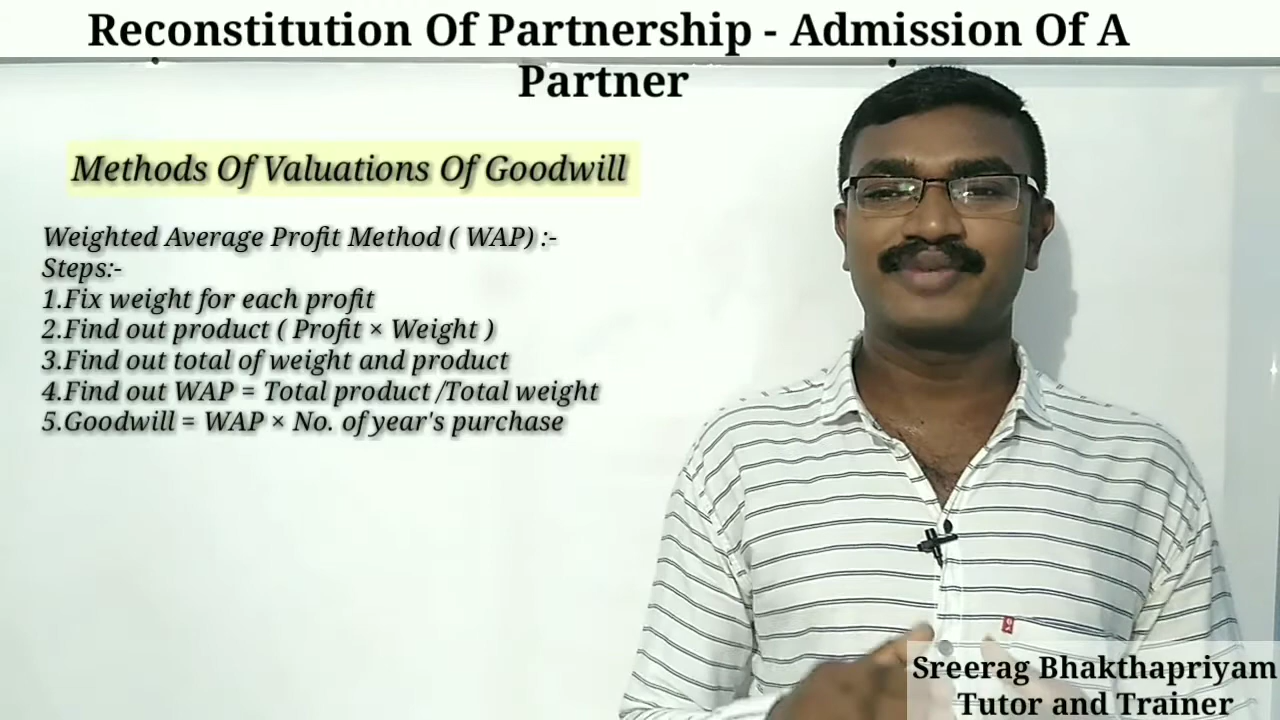 Reconstitution Of Partnership - Admission Of A
Partner
Methods Of Valuations Of Goodwill
Weighted Average Profit Method ( WAP) :-
Steps:-
1.Fix weight for each profit
2.Find out product ( Profit × Weight )
3.Find out total of weight and product
4.Find out WAP = Total product /Total weight
5.Goodwill = WAP × No. of year's purchase
Sreerag Bhakthapriyam
Tutor and Trainer